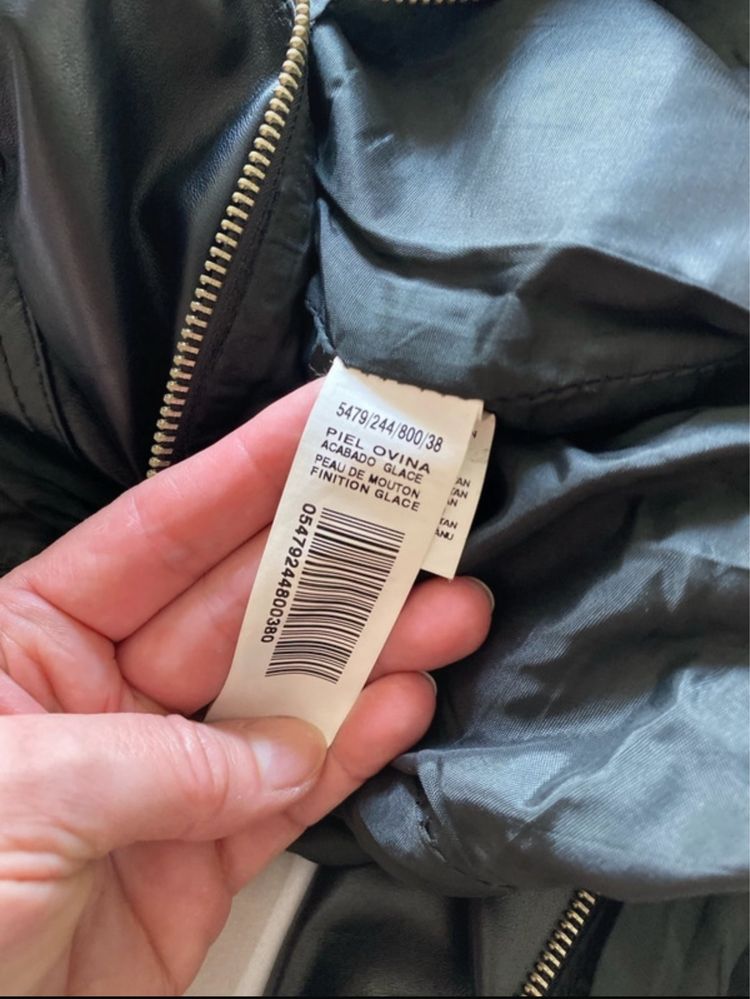 5479/244/800/38
PIEL OVINA
ACABADO GLACE
PEAU DE MOUTON
FINITION GLACE
05479244800380